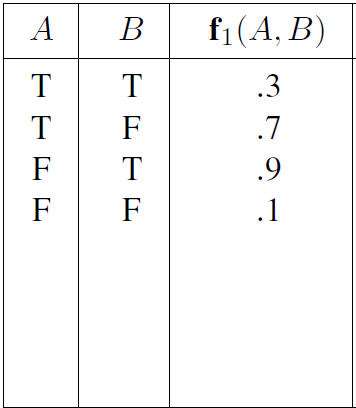 A B f₁(A, B)
T T .3
T F .7
F T .9
F F .1